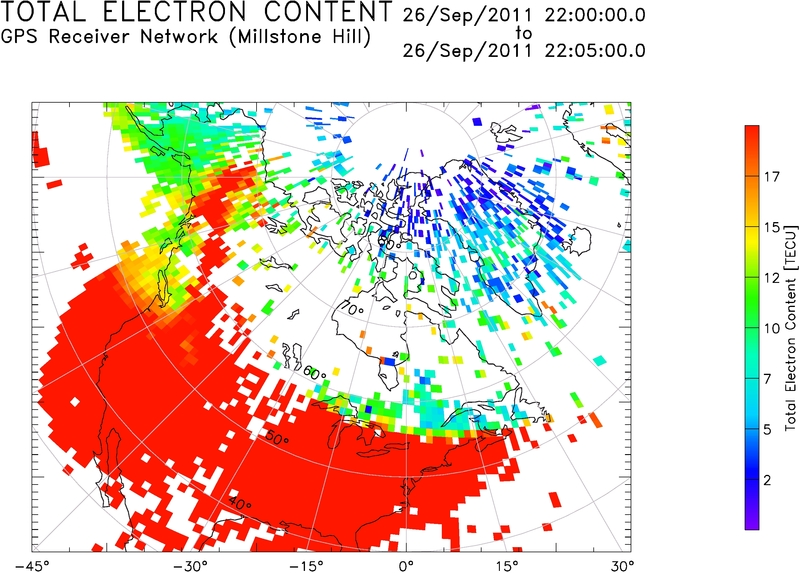 TOTAL ELECTRON CONTENT 26/Sep/2011 22:00:00.0
GPS Receiver Network (Millstone Hill) to
26/Sep/2011 22:05:00.0
80°
70°
60°
50°
40°
-45° -30° -15° 0° 15° 30°
17
15
12
10
7
5
2
Total Electron Content [TECU]